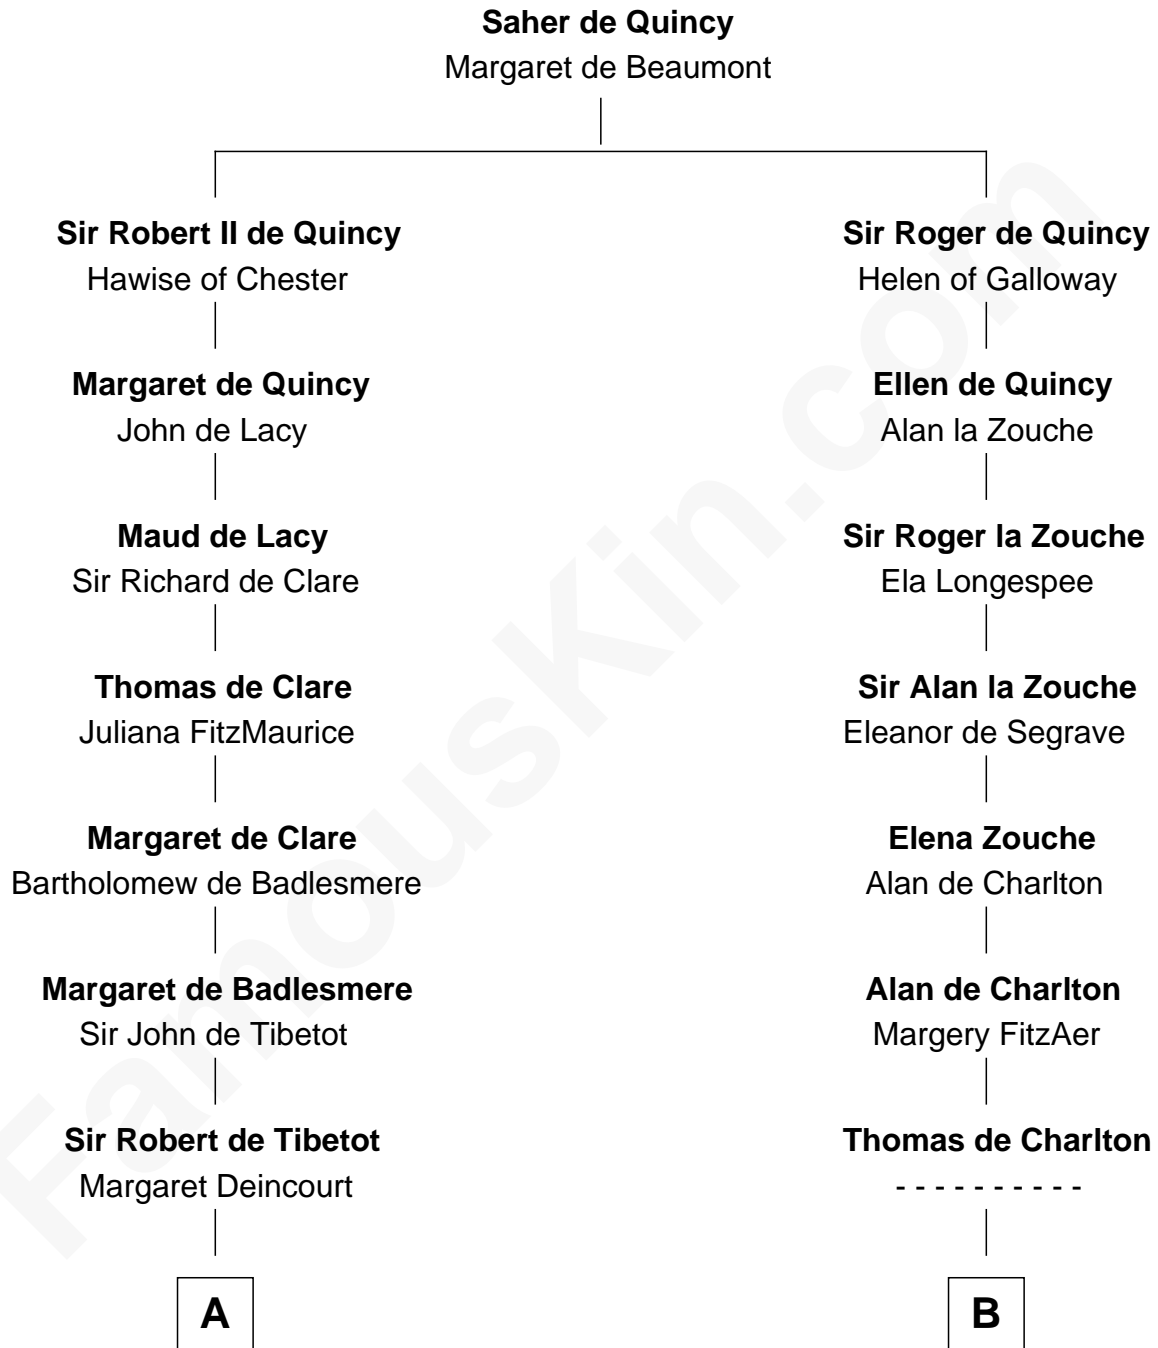 Saher de Quincy
Margaret de Beaumont
Sir Robert II de Quincy
Hawise of Chester
Margaret de Quincy
John de Lacy
Maud de Lacy
Sir Richard de Clare
Thomas de Clare
Juliana FitzMaurice
Margaret de Clare
Bartholomew de Badlesmere
Margaret de Badlesmere
Sir John de Tibetot
Sir Robert de Tibetot
Margaret Deincourt
A
Sir Roger de Quincy
Helen of Galloway
Ellen de Quincy
Alan la Zouche
Sir Roger la Zouche
Ela Longespee
Sir Alan la Zouche
Eleanor de Segrave
Elena Zouche
Alan de Charlton
Alan de Charlton
Margery FitzAer
Thomas de Charlton
- - - - - - - - - -
B
FamousKin.com